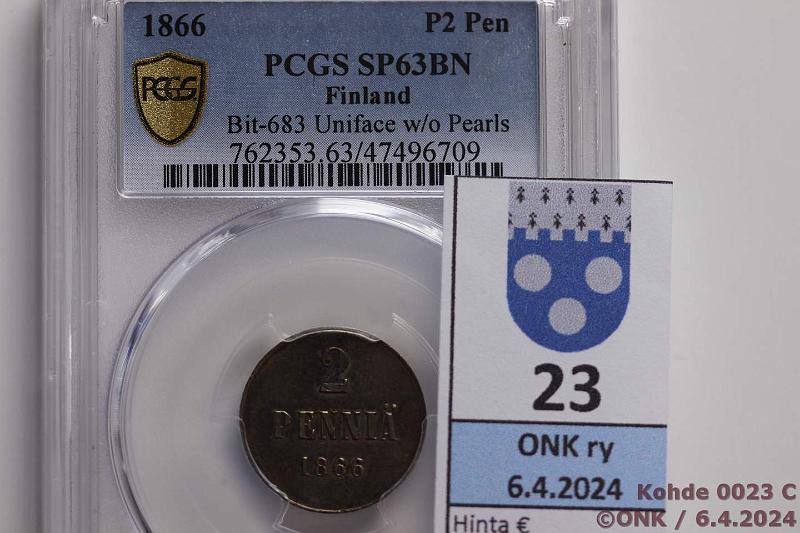 1866 P2 Pen
PCGS PCGS SP63BN
Finland
Bit-683 Uniface w/o Pearls
762353.63/47496709
2
PENNIÄ
1866
23
ONK ry
6.4.2024
Hinta €
Kohde 0023 C
©ONK / 6.4.2024